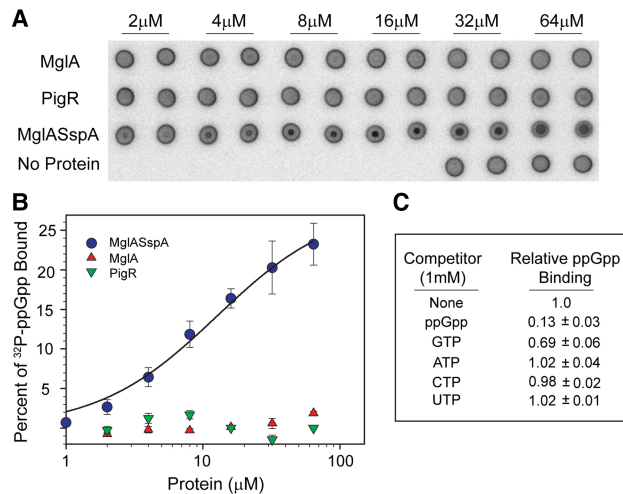 A
2µM 4µM 8µM 16µM 32µM 64µM
MglA
PigR
MglASspA
No Protein
B
Percent of ³²P-ppGpp Bound
25
20
15
10
5
MglASspA
MglA
PigR
1 10 100
Protein (µM)
C
Competitor (1mM) Relative ppGpp Binding
None 1.0
ppGpp 0.13 ± 0.03
GTP 0.69 ± 0.06
ATP 1.02 ± 0.04
CTP 0.98 ± 0.02
UTP 1.02 ± 0.01